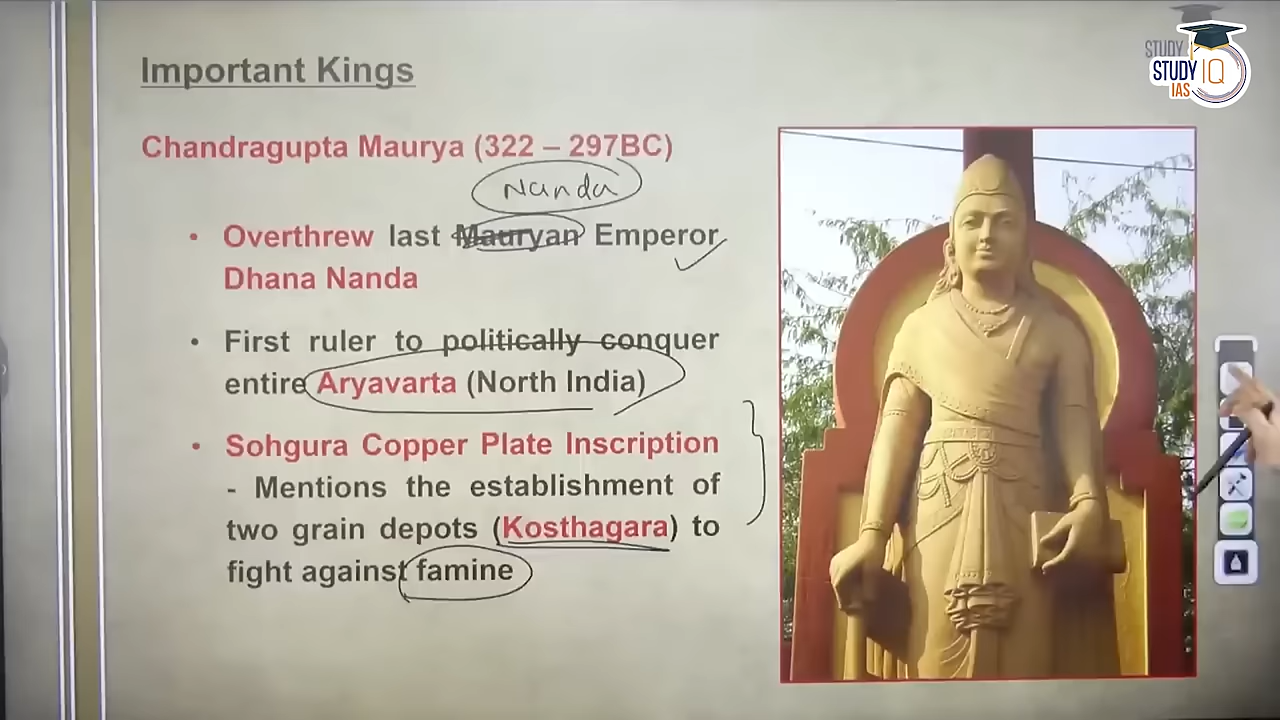 Important Kings
STUDY
STUDY IQ
IAS
Chandragupta Maurya (322 – 297BC)
Nanda
• Overthrew last Mauryan Emperor
Dhana Nanda
• First ruler to politically conquer
entire Aryavarta (North India)
• Sohgura Copper Plate Inscription
- Mentions the establishment of
two grain depots (Kosthagara) to
fight against famine